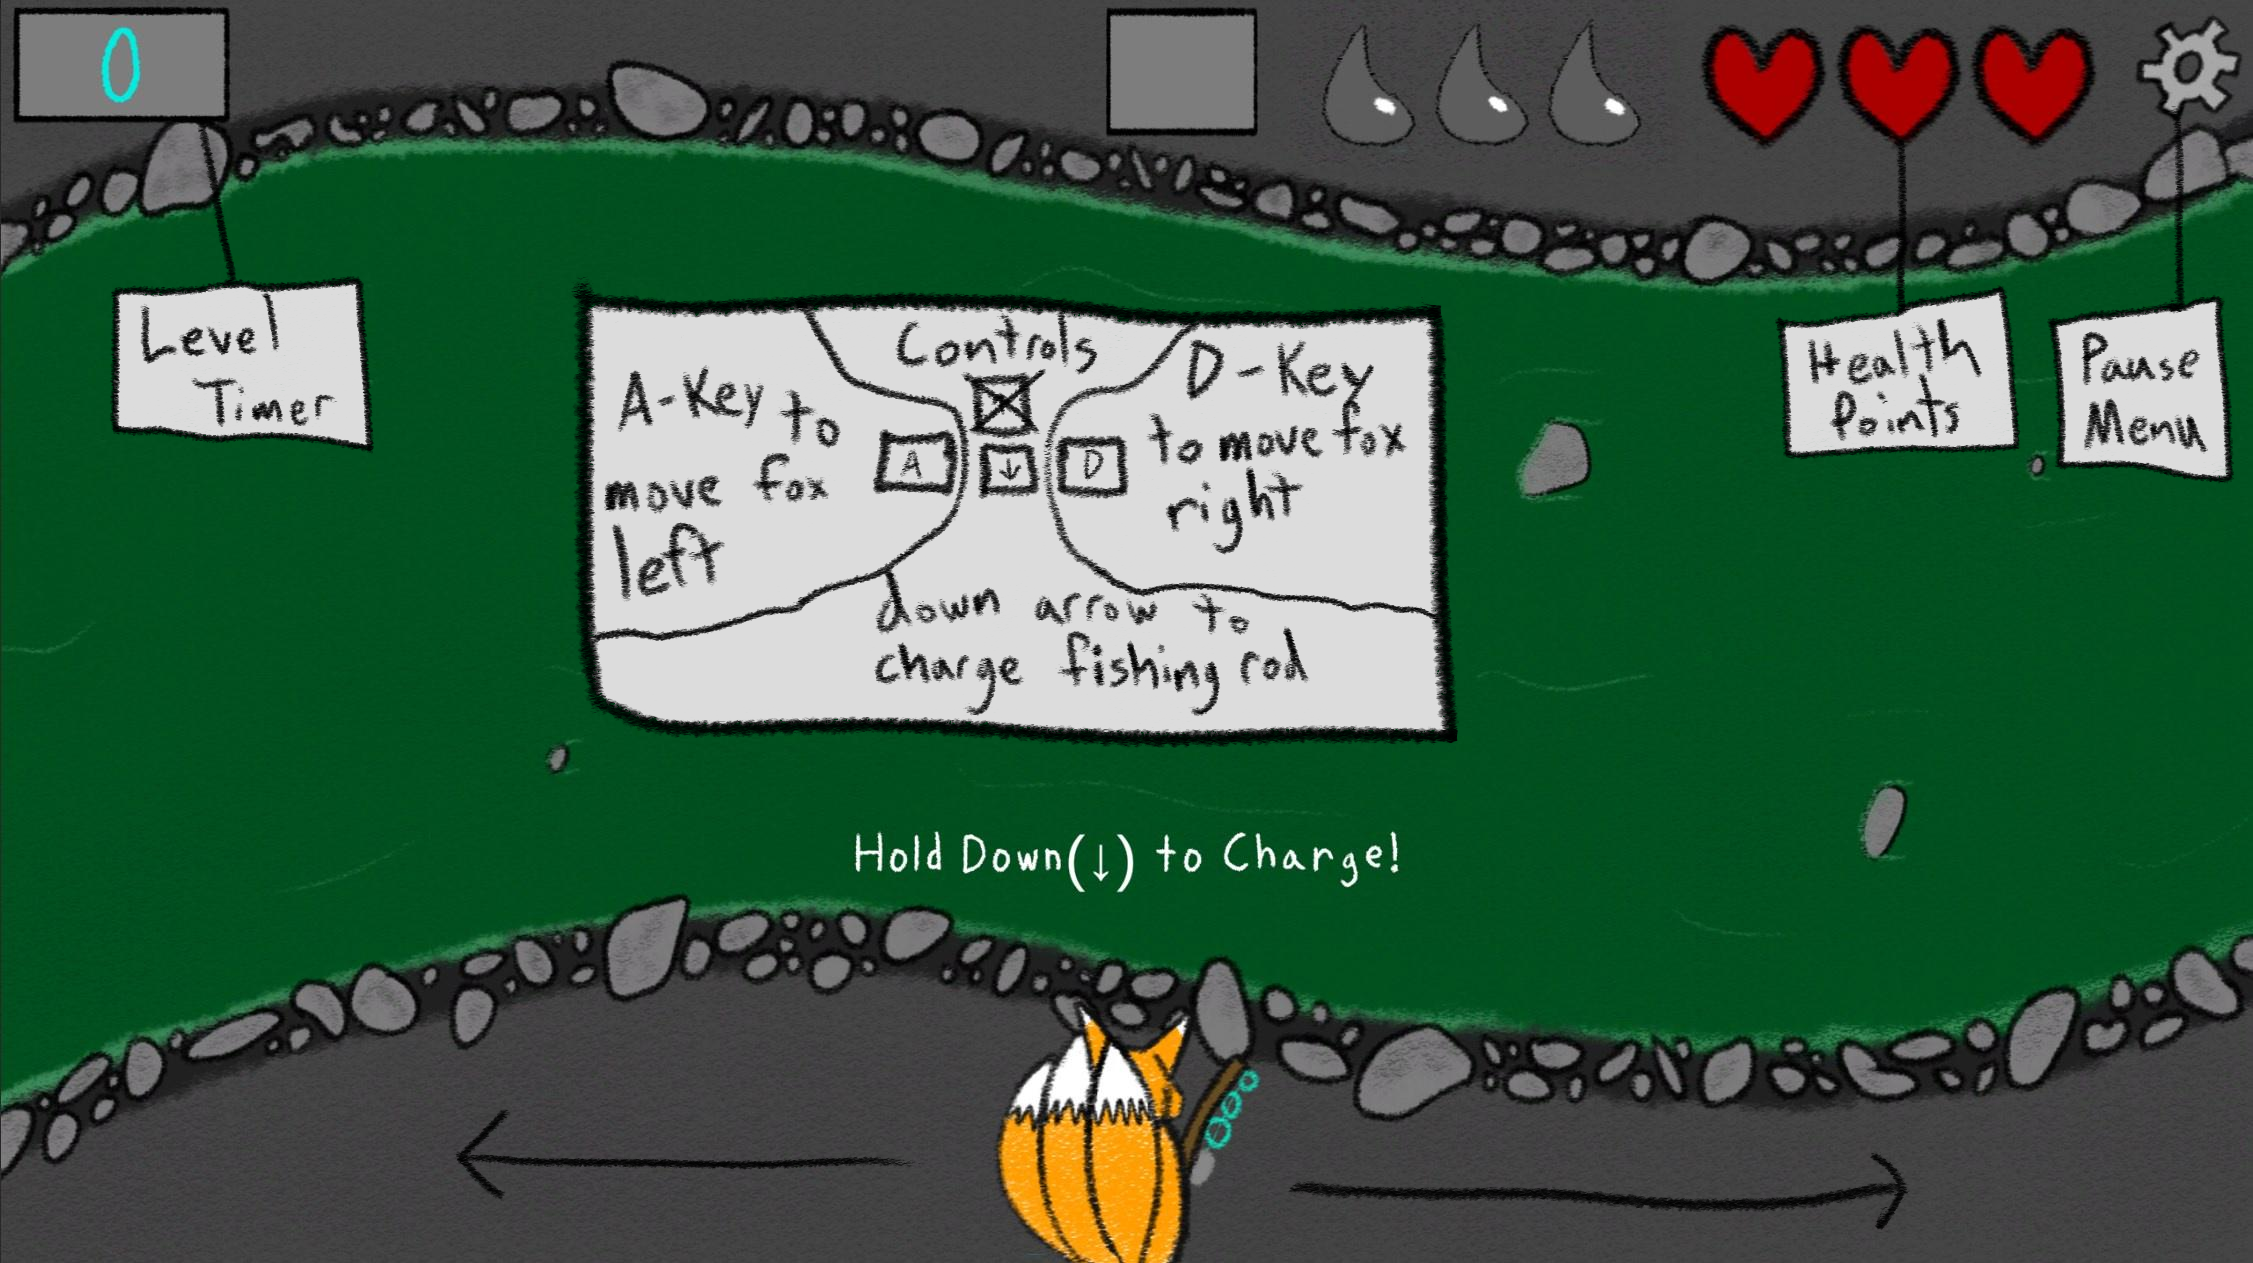 0
Level
Timer
Controls
A-Key to
move fox
left
A
↓
D
D-Key
to move fox
right
down arrow to
charge fishing rod
Health
Points
Pause
Menu
Hold Down(↓) to Charge!